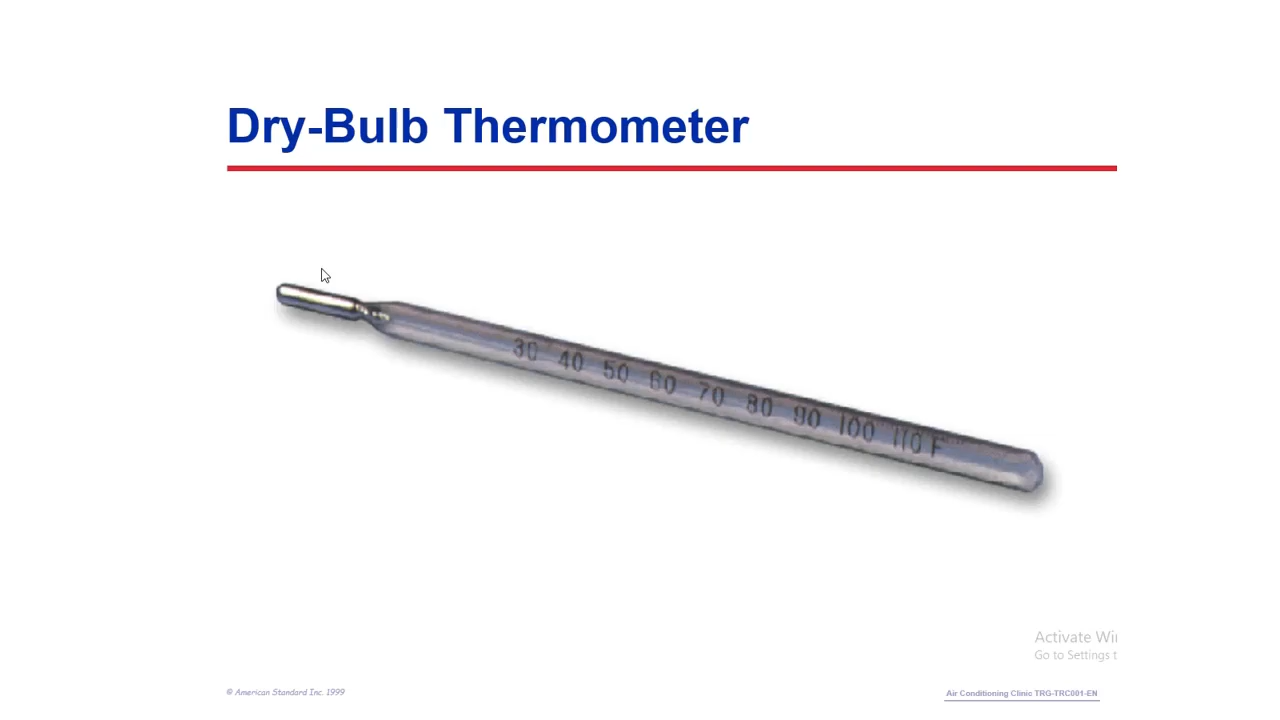 Dry-Bulb Thermometer
30 40 50 60 70 80 90 100 110 F
Activate Wi
Go to Settings t
© American Standard Inc. 1999
Air Conditioning Clinic TRG-TRC001-EN